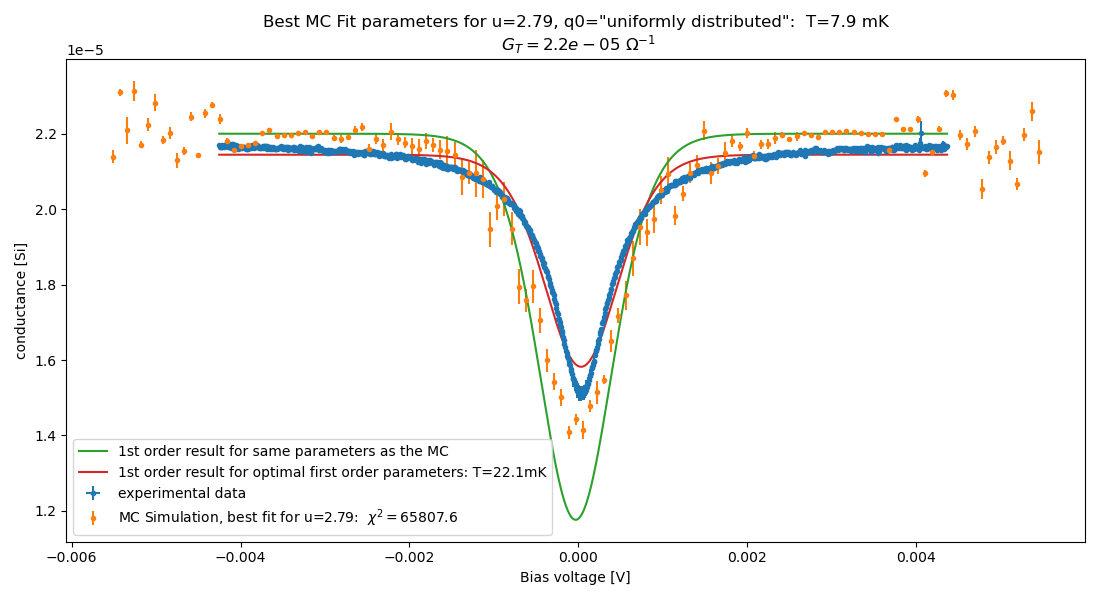 Best MC Fit parameters for u=2.79, q0="uniformly distributed":  T=7.9 mK
G_T = 2.2e − 05 Ω⁻¹
1e−5
2.2
2.0
1.8
1.6
1.4
1.2
conductance [Si]
1st order result for same parameters as the MC
1st order result for optimal first order parameters: T=22.1mK
experimental data
MC Simulation, best fit for u=2.79:  χ² = 65807.6
−0.006
−0.004
−0.002
0.000
0.002
0.004
Bias voltage [V]